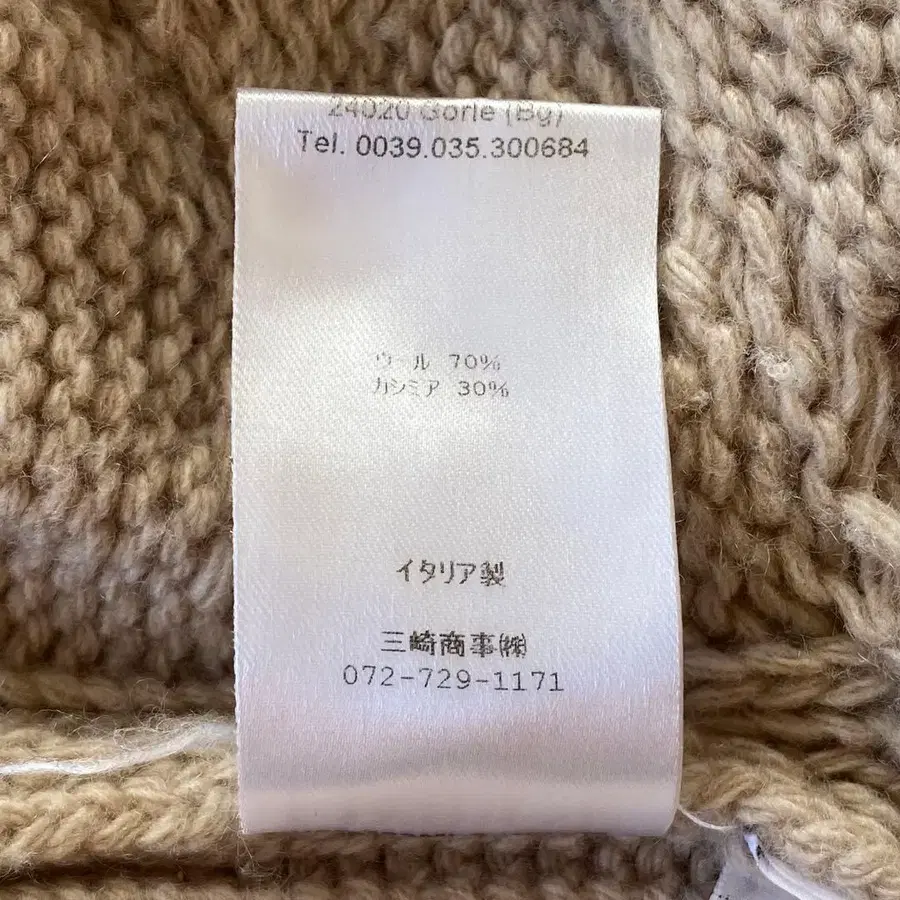 24020 Gorle (Bg)
Tel. 0039.035.300684
ウール 70%
カシミア 30%
イタリア製
三崎商事㈱
072-729-1171